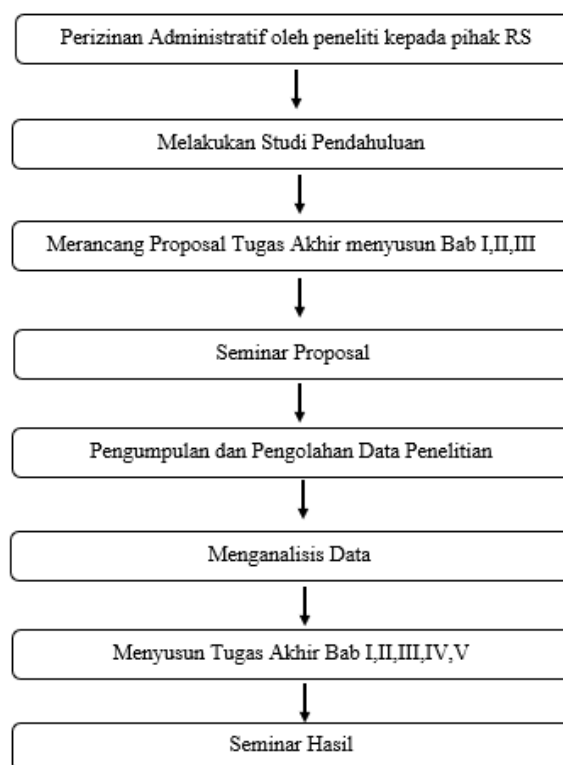 Perizinan Administratif oleh peneliti kepada pihak RS
Melakukan Studi Pendahuluan
Merancang Proposal Tugas Akhir menyusun Bab I,II,III
Seminar Proposal
Pengumpulan dan Pengolahan Data Penelitian
Menganalisis Data
Menyusun Tugas Akhir Bab I,II,III,IV,V
Seminar Hasil